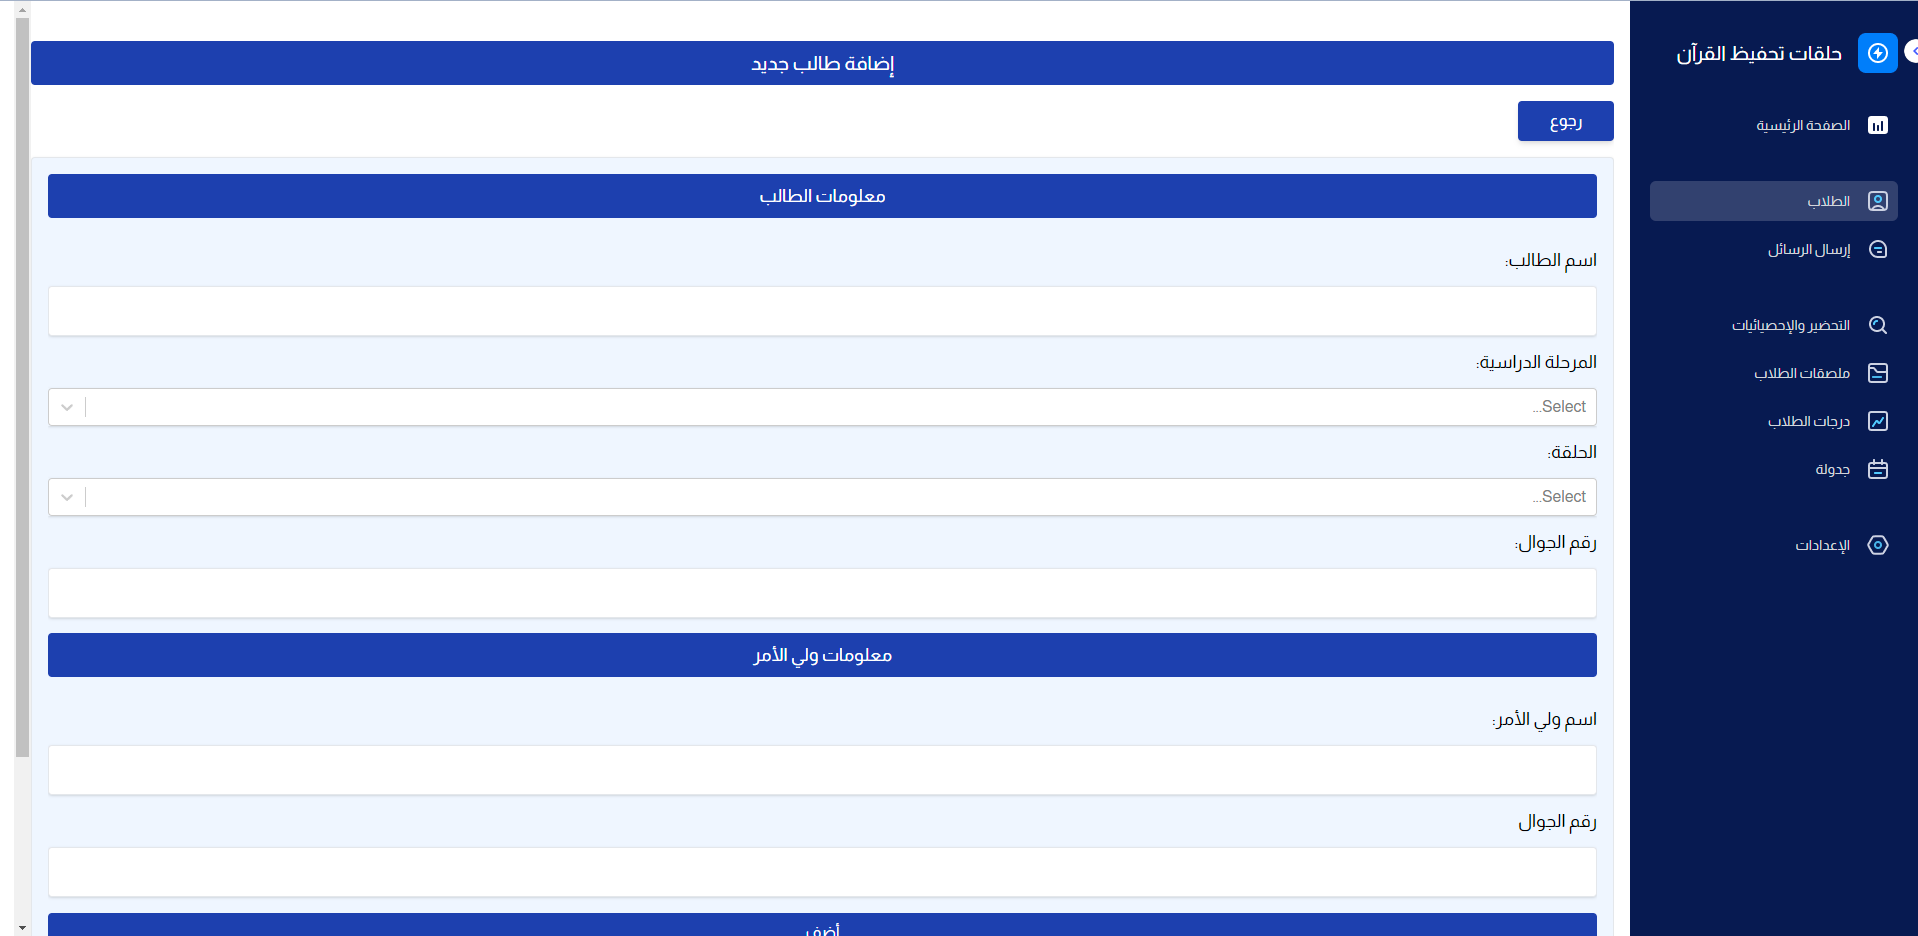 حلقات تحفيظ القرآن
الصفحة الرئيسية
الطلاب
إرسال الرسائل
التحضير والإحصيائيات
ملصقات الطلاب
درجات الطلاب
جدولة
الإعدادات
إضافة طالب جديد
رجوع
معلومات الطالب
اسم الطالب:
المرحلة الدراسية:
Select...
الحلقة:
Select...
رقم الجوال:
معلومات ولي الأمر
اسم ولي الأمر:
رقم الجوال
أضف